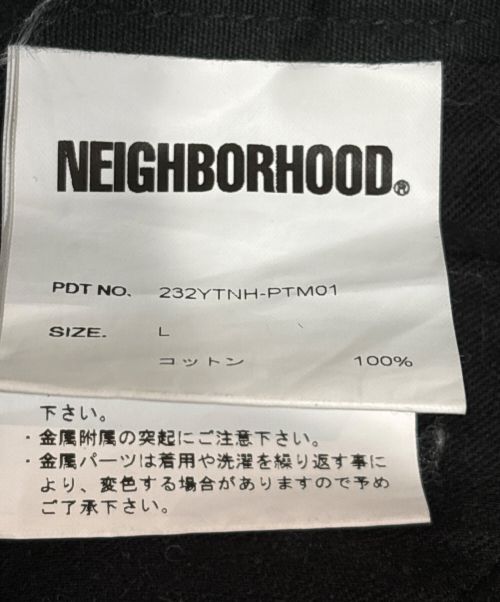 NEIGHBORHOOD®
PDT NO. 232YTNH-PTM01
SIZE. L
コットン 100%
下さい。
・金属附属の突起にご注意下さい。
・金属パーツは着用や洗濯を繰り返す事に
より、変色する場合がありますので予め
ご了承下さい。